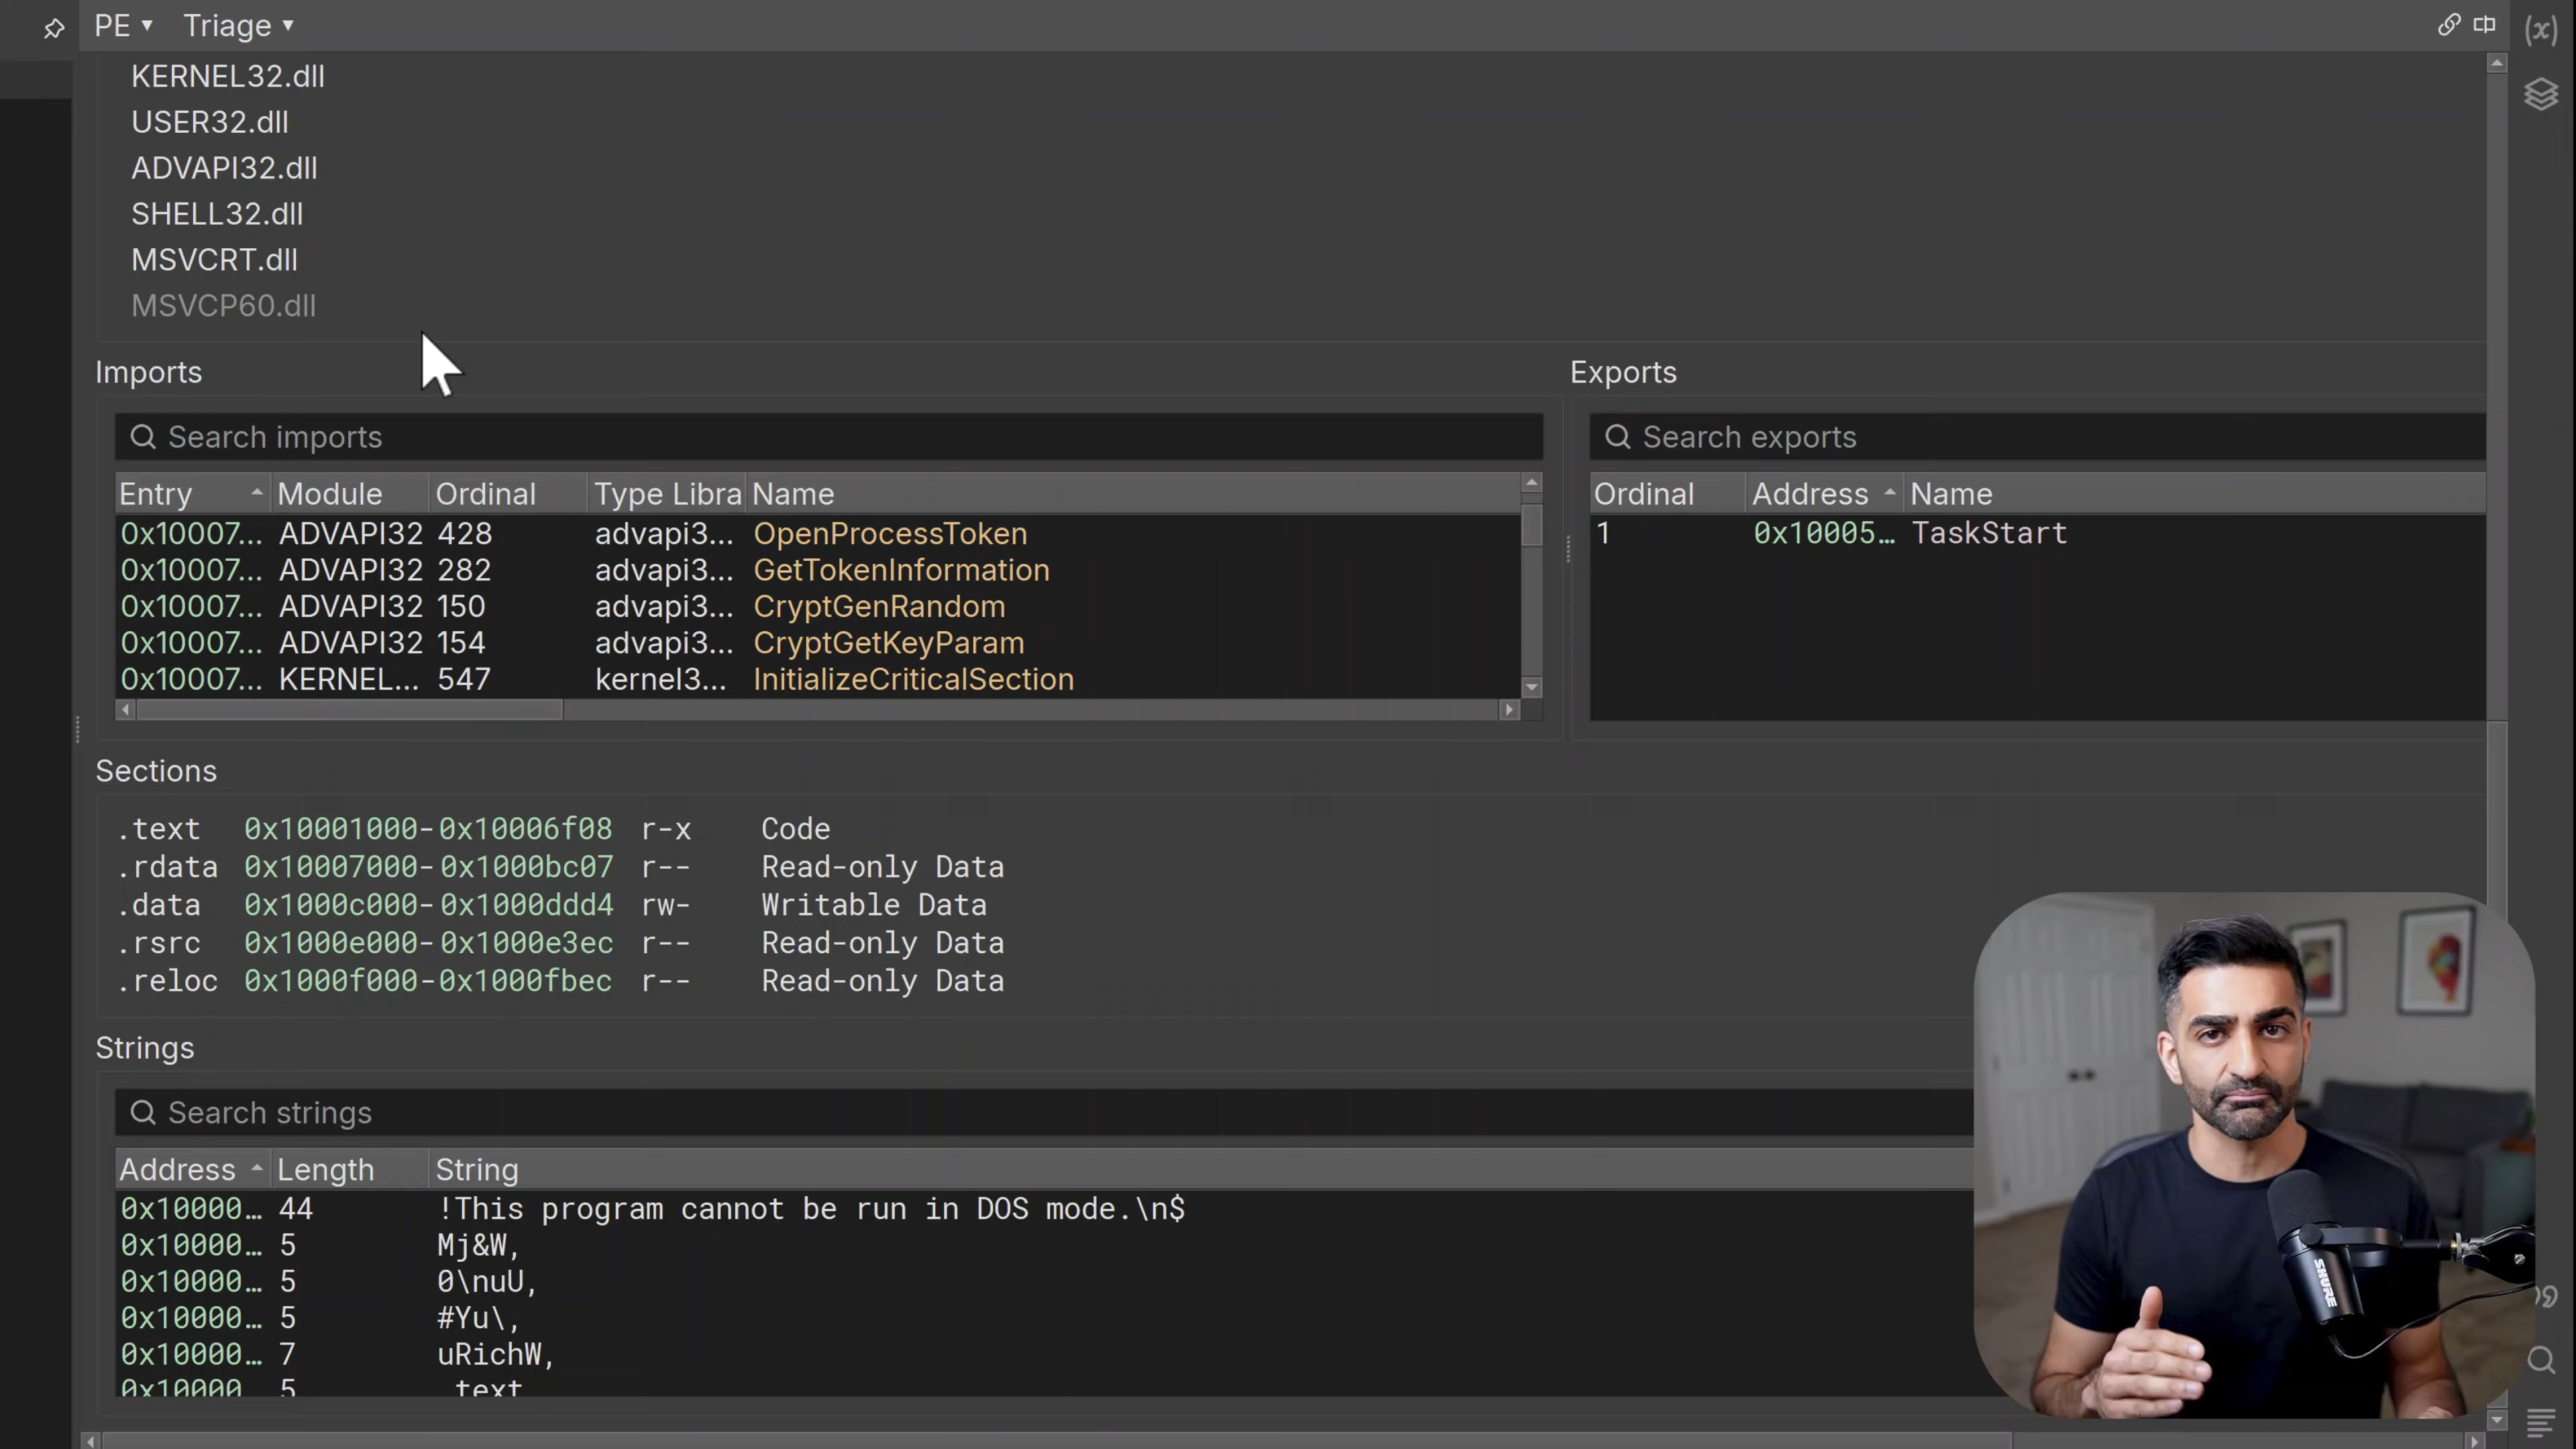 PE ▾ Triage ▾
KERNEL32.dll
USER32.dll
ADVAPI32.dll
SHELL32.dll
MSVCRT.dll
MSVCP60.dll
Imports
Search imports
Entry Module Ordinal Type Libra Name
0x10007... ADVAPI32 428 advapi3... OpenProcessToken
0x10007... ADVAPI32 282 advapi3... GetTokenInformation
0x10007... ADVAPI32 150 advapi3... CryptGenRandom
0x10007... ADVAPI32 154 advapi3... CryptGetKeyParam
0x10007... KERNEL... 547 kernel3... InitializeCriticalSection
Exports
Search exports
Ordinal Address Name
1 0x10005… TaskStart
Sections
.text 0x10001000-0x10006f08 r-x Code
.rdata 0x10007000-0x1000bc07 r-- Read-only Data
.data 0x1000c000-0x1000ddd4 rw- Writable Data
.rsrc 0x1000e000-0x1000e3ec r-- Read-only Data
.reloc 0x1000f000-0x1000fbec r-- Read-only Data
Strings
Search strings
Address Length String
0x10000… 44 !This program cannot be run in DOS mode.\n$
0x10000… 5 Mj&W,
0x10000… 5 0\nuU,
0x10000… 5 #Yu\,
0x10000… 7 uRichW,
0x10000 5 text
(x)
SHURE